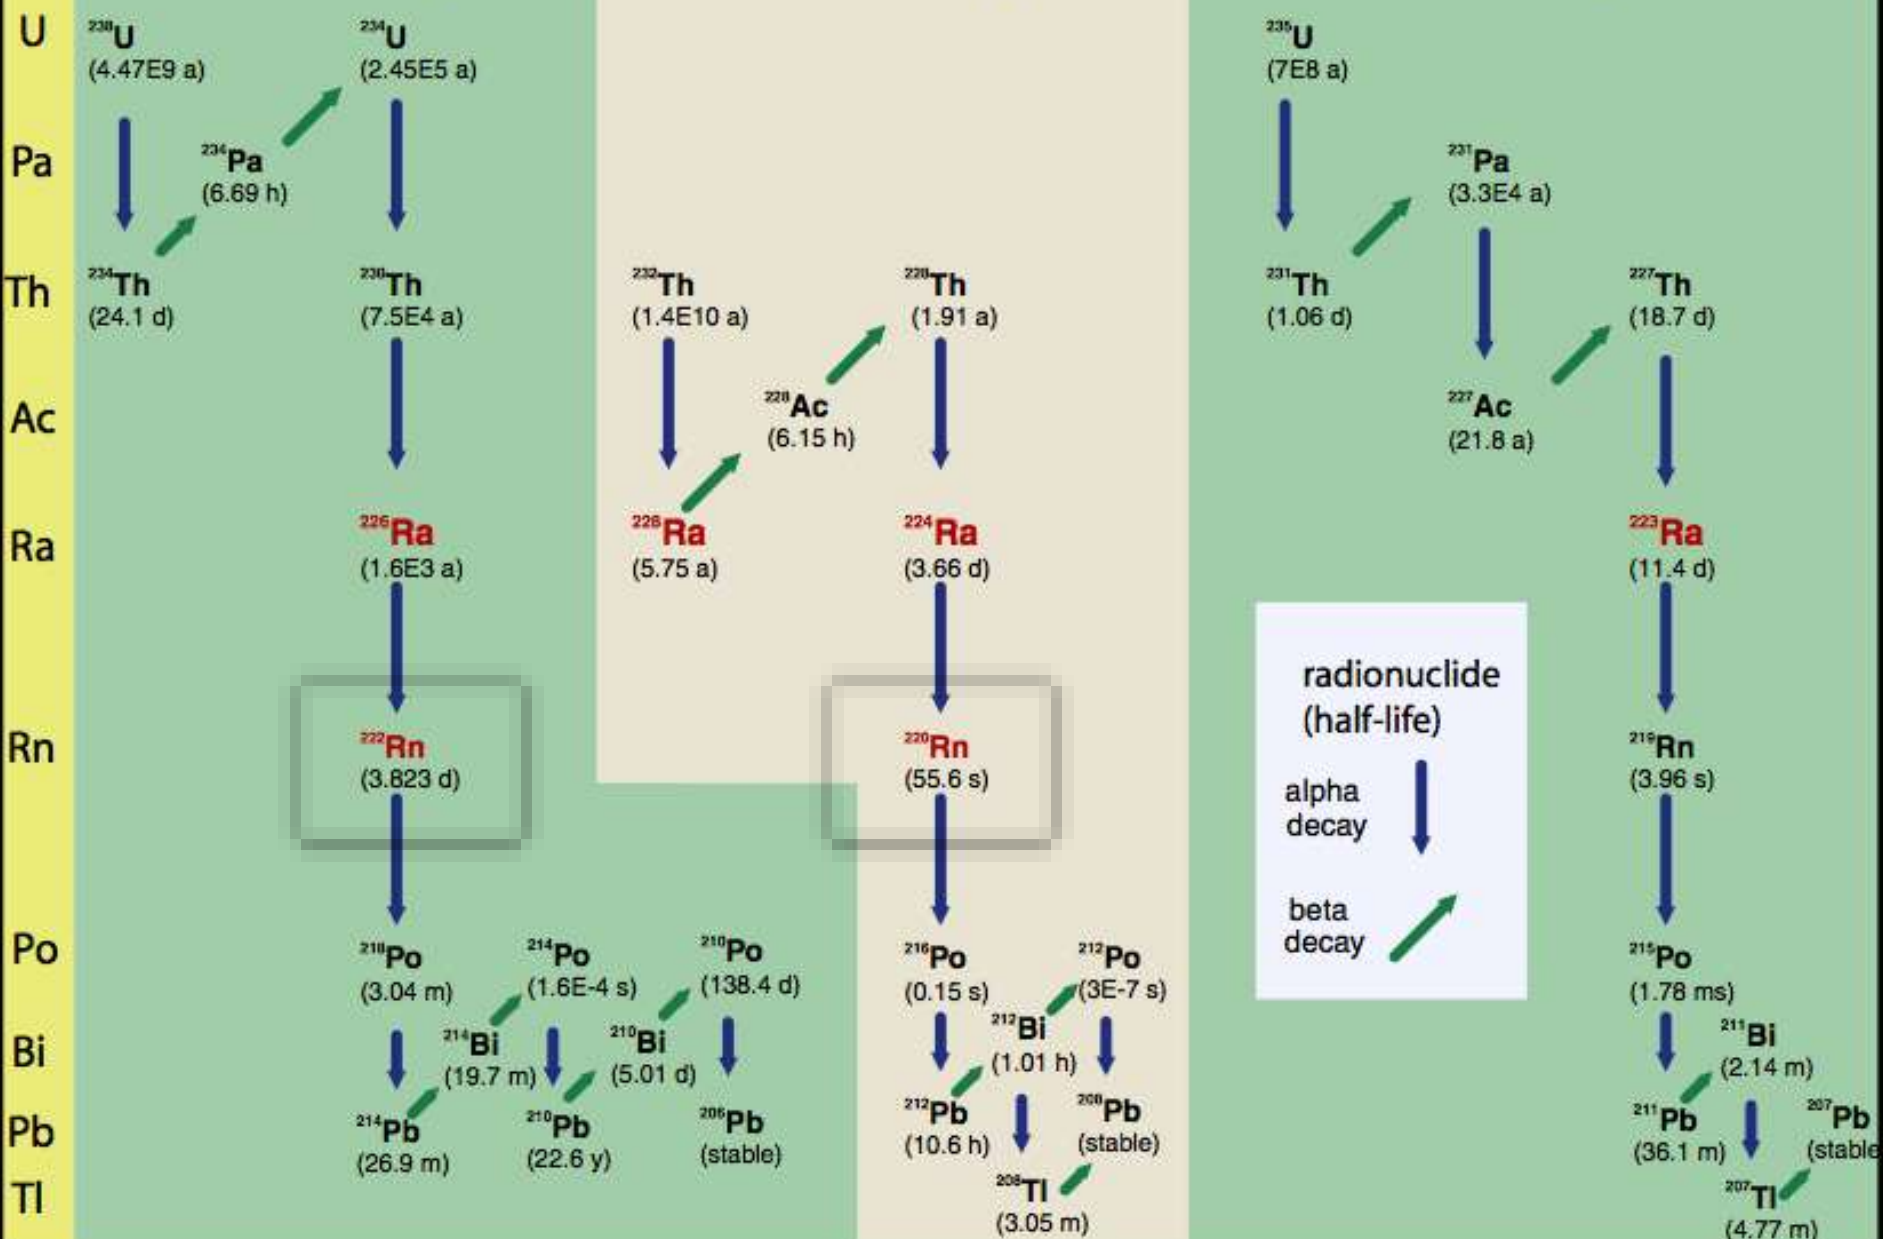 U
Pa
Th
Ac
Ra
Rn
Po
Bi
Pb
Tl
238U
(4.47E9 a)
234U
(2.45E5 a)
234Pa
(6.69 h)
234Th
(24.1 d)
230Th
(7.5E4 a)
226Ra
(1.6E3 a)
222Rn
(3.823 d)
218Po
(3.04 m)
214Po
(1.6E-4 s)
210Po
(138.4 d)
214Bi
(19.7 m)
210Bi
(5.01 d)
214Pb
(26.9 m)
210Pb
(22.6 y)
206Pb
(stable)
232Th
(1.4E10 a)
228Th
(1.91 a)
228Ac
(6.15 h)
228Ra
(5.75 a)
224Ra
(3.66 d)
220Rn
(55.6 s)
216Po
(0.15 s)
212Po
(3E-7 s)
212Bi
(1.01 h)
212Pb
(10.6 h)
208Pb
(stable)
208Tl
(3.05 m)
235U
(7E8 a)
231Pa
(3.3E4 a)
231Th
(1.06 d)
227Th
(18.7 d)
227Ac
(21.8 a)
223Ra
(11.4 d)
219Rn
(3.96 s)
215Po
(1.78 ms)
211Bi
(2.14 m)
211Pb
(36.1 m)
207Pb
(stable
207Tl
(4.77 m)
radionuclide
(half-life)
alpha
decay
beta
decay